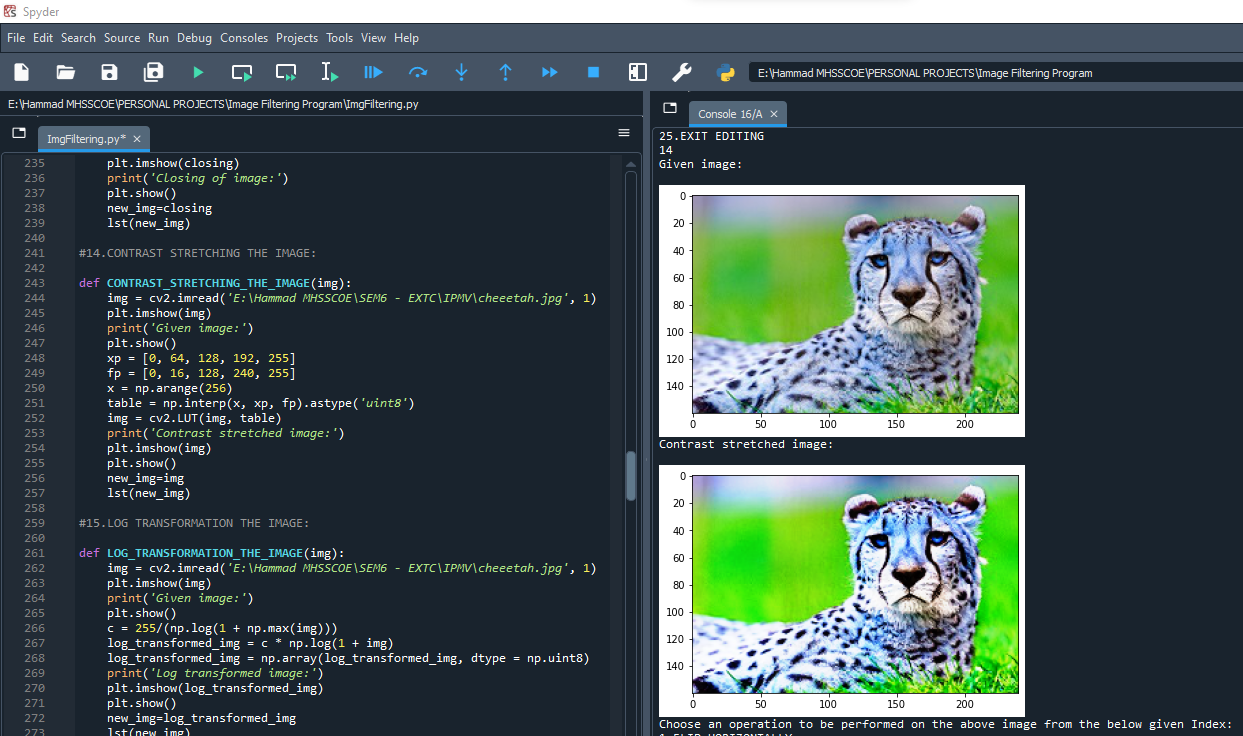 Spyder
File Edit Search Source Run Debug Consoles Projects Tools View Help
E:\Hammad MHSSCOE\PERSONAL PROJECTS\Image Filtering Program
E:\Hammad MHSSCOE\PERSONAL PROJECTS\Image Filtering Program\ImgFiltering.py
ImgFiltering.py*
235 plt.imshow(closing)
236 print('Closing of image:')
237 plt.show()
238 new_img=closing
239 lst(new_img)
240
241 #14.CONTRAST STRETCHING THE IMAGE:
242
243 def CONTRAST_STRETCHING_THE_IMAGE(img):
244 img = cv2.imread('E:\Hammad MHSSCOE\SEM6 - EXTC\IPMV\cheeetah.jpg', 1)
245 plt.imshow(img)
246 print('Given image:')
247 plt.show()
248 xp = [0, 64, 128, 192, 255]
249 fp = [0, 16, 128, 240, 255]
250 x = np.arange(256)
251 table = np.interp(x, xp, fp).astype('uint8')
252 img = cv2.LUT(img, table)
253 print('Contrast stretched image:')
254 plt.imshow(img)
255 plt.show()
256 new_img=img
257 lst(new_img)
258
259 #15.LOG TRANSFORMATION THE IMAGE:
260
261 def LOG_TRANSFORMATION_THE_IMAGE(img):
262 img = cv2.imread('E:\Hammad MHSSCOE\SEM6 - EXTC\IPMV\cheeetah.jpg', 1)
263 plt.imshow(img)
264 print('Given image:')
265 plt.show()
266 c = 255/(np.log(1 + np.max(img)))
267 log_transformed_img = c * np.log(1 + img)
268 log_transformed_img = np.array(log_transformed_img, dtype = np.uint8)
269 print('Log transformed image:')
270 plt.imshow(log_transformed_img)
271 plt.show()
272 new_img=log_transformed_img
273 lst(new_img)
Console 16/A
25.EXIT EDITING
14
Given image:
0
20
40
60
80
100
120
140
0 50 100 150 200
Contrast stretched image:
0
20
40
60
80
100
120
140
0 50 100 150 200
Choose an operation to be performed on the above image from the below given Index:
1.FLIP HORIZONTALLY